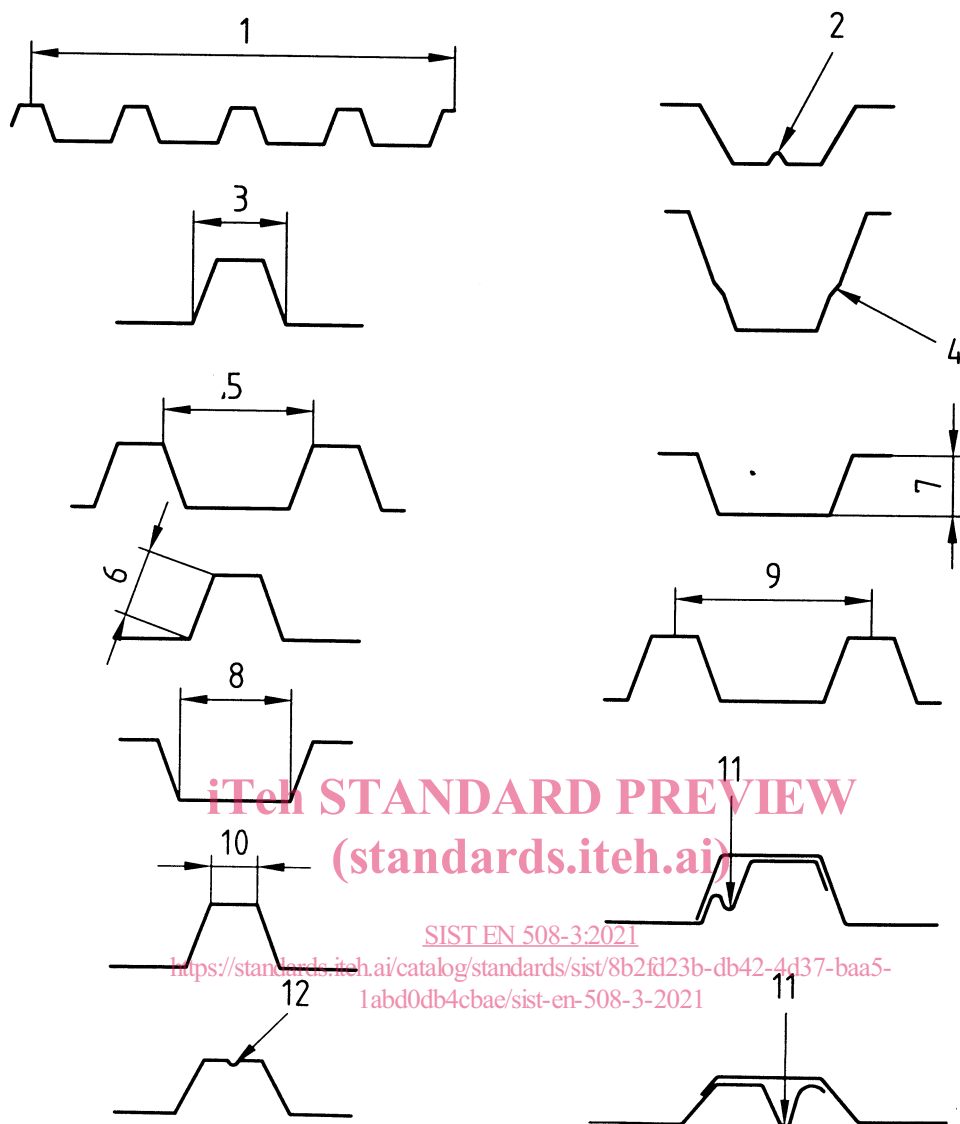 1
2
3
4
5
6
7
8
9
10
11
12
11
iTeh STANDARD PREVIEW
(standards.iteh.ai)
SIST EN 508-3:2021
https://standards.iteh.ai/catalog/standards/sist/8b2fd23b-db42-4d37-baa5-
1abd0db4cbae/sist-en-508-3-2021